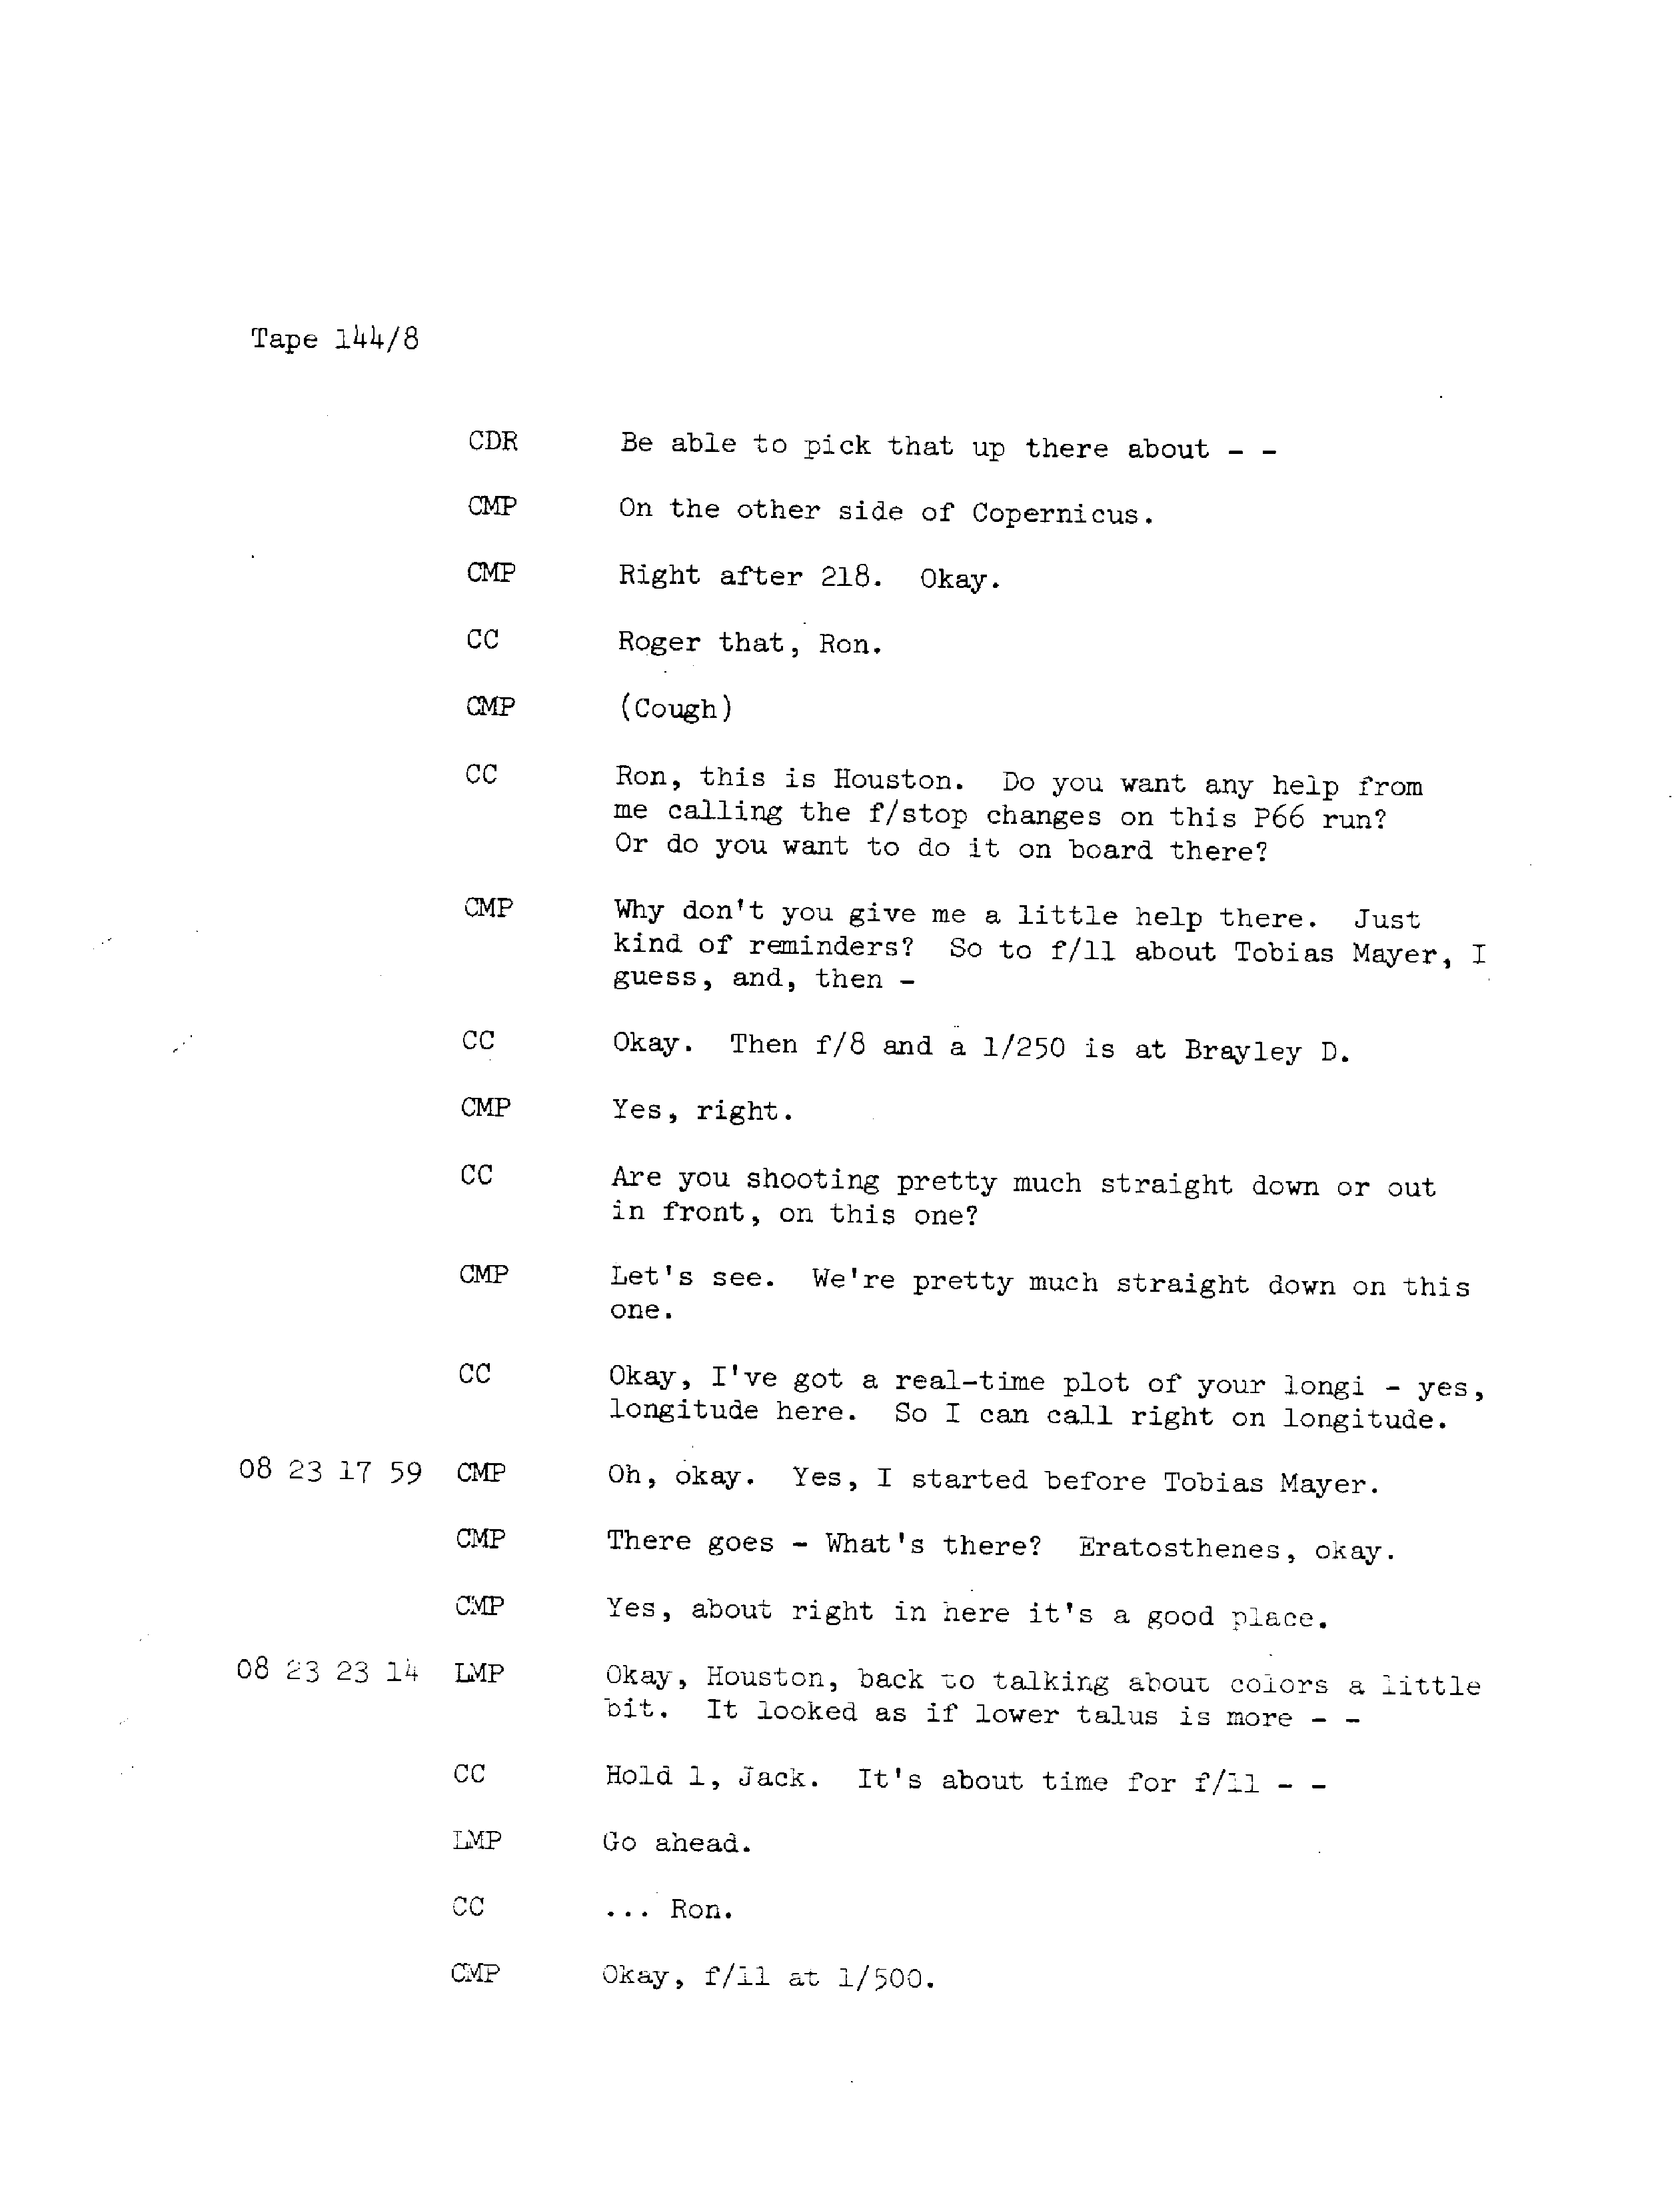 Tape 144/8
CDR Be able to pick that up there about - -
CMP On the other side of Copernicus.
CMP Right after 218. Okay.
CC Roger that, Ron.
CMP (Cough)
CC Ron, this is Houston. Do you want any help from
me calling the f/stop changes on this P66 run?
Or do you want to do it on board there?
CMP Why don't you give me a little help there. Just
kind of reminders? So to f/11 about Tobias Mayer, I
guess, and, then -
CC Okay. Then f/8 and a 1/250 is at Brayley D.
CMP Yes, right.
CC Are you shooting pretty much straight down or out
in front, on this one?
CMP Let's see. We're pretty much straight down on this
one.
CC Okay, I've got a real-time plot of your longi - yes,
longitude here. So I can call right on longitude.
08 23 17 59 CMP Oh, okay. Yes, I started before Tobias Mayer.
CMP There goes - What's there? Eratosthenes, okay.
CMP Yes, about right in here it's a good place.
08 23 23 14 LMP Okay, Houston, back to talking about colors a little
bit. It looked as if lower talus is more - -
CC Hold 1, Jack. It's about time for f/11 - -
LMP Go ahead.
CC ... Ron.
CMP Okay, f/11 at 1/500.